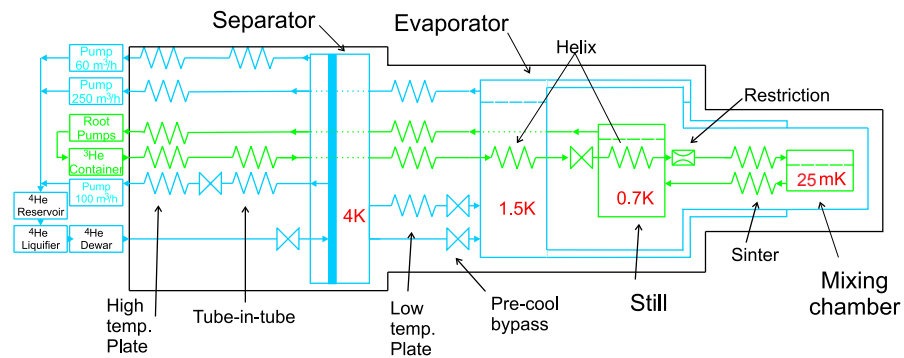 Separator
Evaporator
Helix
Restriction
Pump
60 m³/h
Pump
250 m³/h
Root
Pumps
³He
Container
Pump
100 m³/h
⁴He
Reservoir
⁴He
Liquifier
⁴He
Dewar
4K
1.5K
0.7K
25mK
High
temp.
Plate
Tube-in-tube
Low
temp.
Plate
Pre-cool
bypass
Still
Sinter
Mixing
chamber